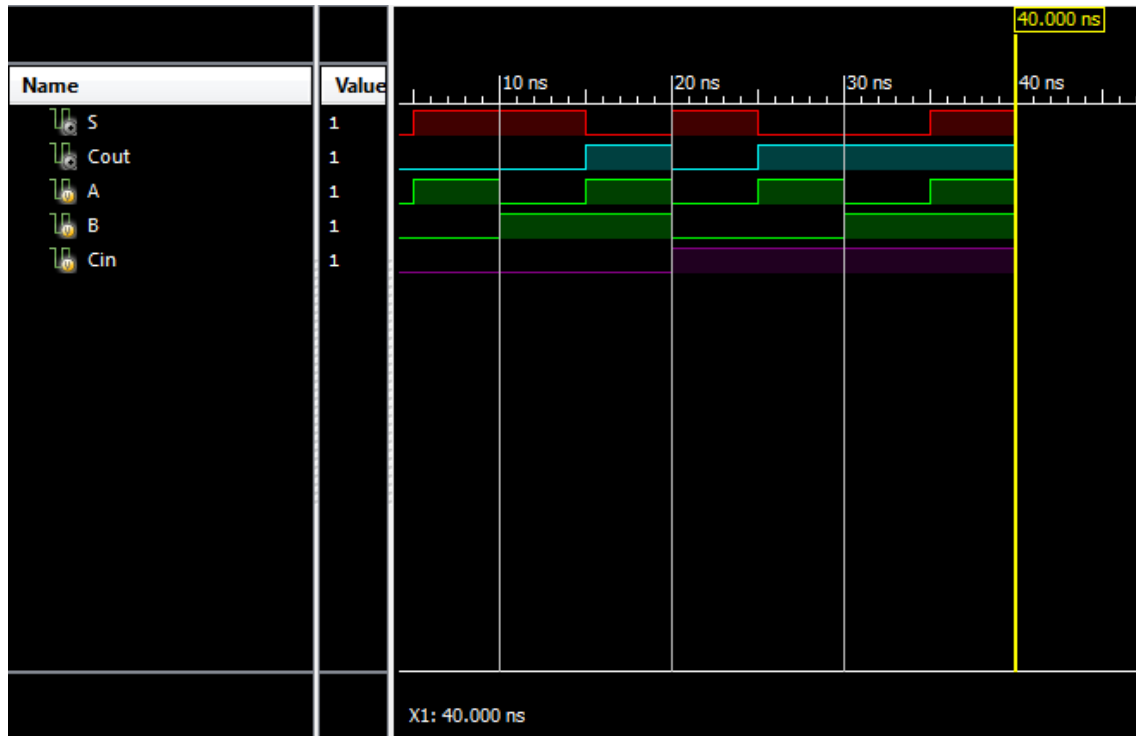 40.000 ns
Name Value
10 ns 20 ns 30 ns 40 ns
S 1
Cout 1
A 1
B 1
Cin 1
X1: 40.000 ns